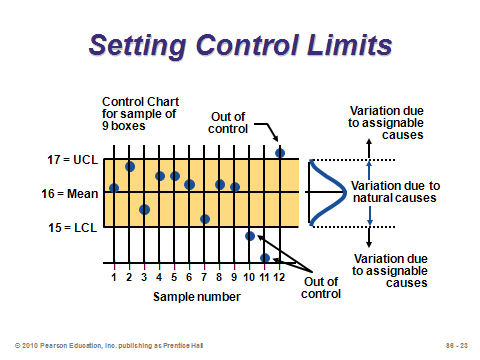 Setting Control Limits
Control Chart
for sample of
9 boxes
Out of
control
Variation due
to assignable
causes
17 = UCL
16 = Mean
15 = LCL
Variation due to
natural causes
Variation due
to assignable
causes
Out of
control
1 2 3 4 5 6 7 8 9 10 11 12
Sample number
© 2010 Pearson Education, Inc. publishing as Prentice Hall
S6 - 23